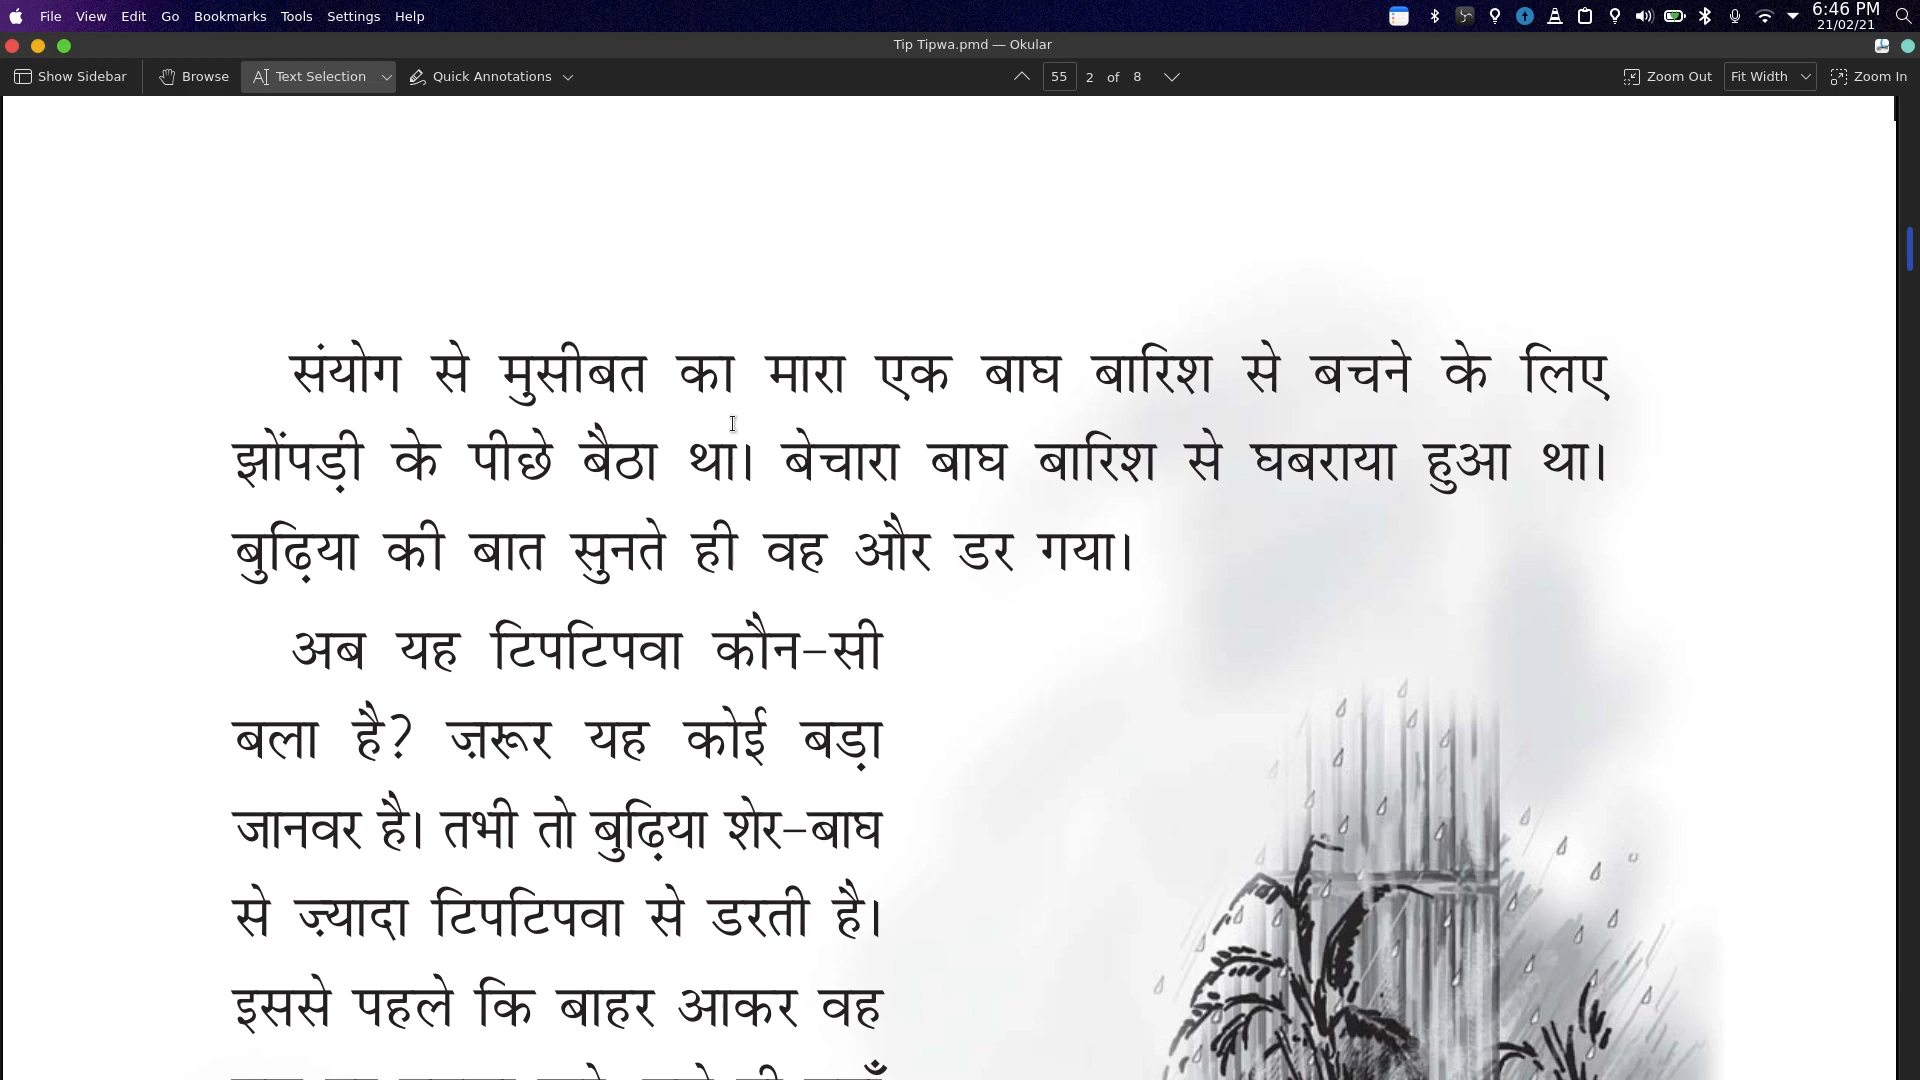 File View Edit Go Bookmarks Tools Settings Help
6:46 PM
21/02/21
Tip Tipwa.pmd — Okular
Show Sidebar Browse Text Selection Quick Annotations 55 2 of 8 Zoom Out Fit Width Zoom In
संयोग से मुसीबत का मारा एक बाघ बारिश से बचने के लिए
झोंपड़ी के पीछे बैठा था। बेचारा बाघ बारिश से घबराया हुआ था।
बुढ़िया की बात सुनते ही वह और डर गया।
अब यह टिपटिपवा कौन-सी
बला है? ज़रूर यह कोई बड़ा
जानवर है। तभी तो बुढ़िया शेर-बाघ
से ज़्यादा टिपटिपवा से डरती है।
इससे पहले कि बाहर आकर वह